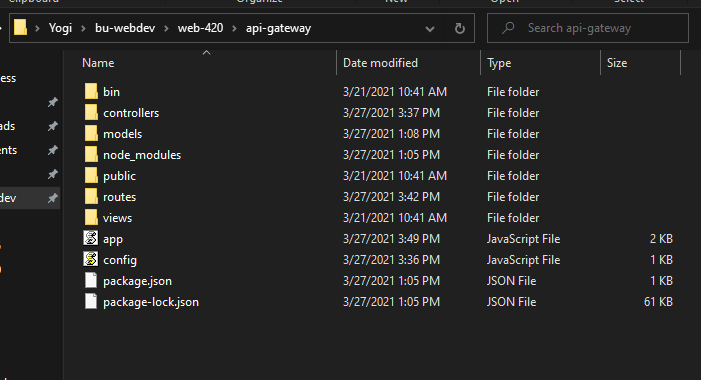 Clipboard Organize New Open Select
Yogi > bu-webdev > web-420 > api-gateway Search api-gateway
Name Date modified Type Size
bin 3/21/2021 10:41 AM File folder
controllers 3/27/2021 3:37 PM File folder
models 3/27/2021 1:08 PM File folder
node_modules 3/27/2021 1:05 PM File folder
public 3/21/2021 10:41 AM File folder
routes 3/27/2021 3:42 PM File folder
views 3/21/2021 10:41 AM File folder
app 3/27/2021 3:49 PM JavaScript File 2 KB
config 3/27/2021 3:36 PM JavaScript File 1 KB
package.json 3/27/2021 1:05 PM JSON File 1 KB
package-lock.json 3/27/2021 1:05 PM JSON File 61 KB
ess
ads
ents
dev